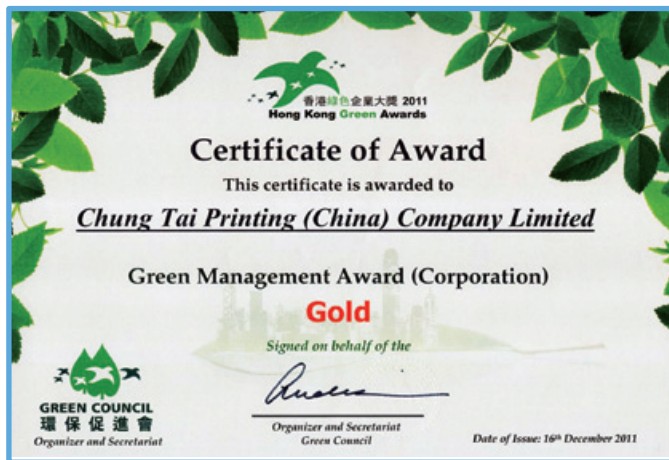 香港綠色企業大獎 2011
Hong Kong Green Awards
Certificate of Award
This certificate is awarded to
Chung Tai Printing (China) Company Limited
Green Management Award (Corporation)
Gold
Signed on behalf of the
GREEN COUNCIL
環保促進會
Organizer and Secretariat
Organizer and Secretariat
Green Council
Date of Issue: 16th December 2011